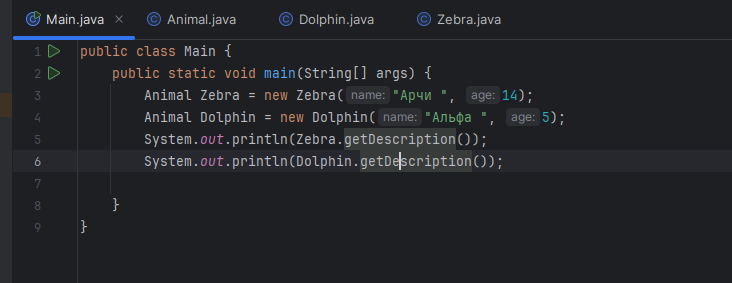 Main.java × Animal.java Dolphin.java Zebra.java
1 public class Main {
2 public static void main(String[] args) {
3 Animal Zebra = new Zebra( name: "Арчи ", age: 14);
4 Animal Dolphin = new Dolphin( name: "Альфа ", age: 5);
5 System.out.println(Zebra.getDescription());
6 System.out.println(Dolphin.getDescription());
7
8 }
9 }